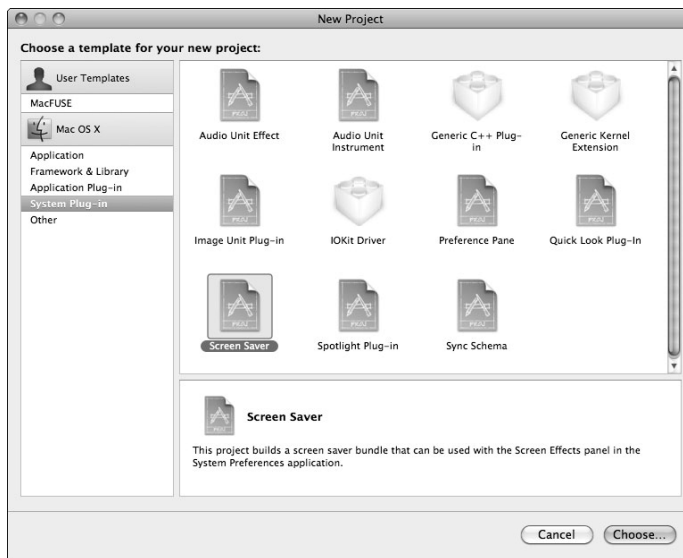 New Project
Choose a template for your new project:
User Templates
MacFUSE
Mac OS X
Application
Framework & Library
Application Plug-in
System Plug-in
Other
Audio Unit Effect
Audio Unit
Instrument
Generic C++ Plug-
in
Generic Kernel
Extension
Image Unit Plug-in
IOKit Driver
Preference Pane
Quick Look Plug-In
Screen Saver
Spotlight Plug-in
Sync Schema
Screen Saver
This project builds a screen saver bundle that can be used with the Screen Effects panel in the
System Preferences application.
Cancel
Choose...